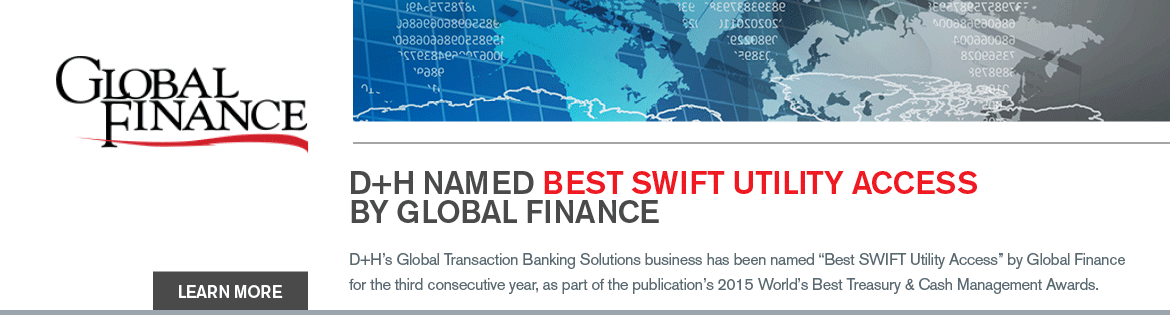 GLOBAL
FINANCE
D+H NAMED BEST SWIFT UTILITY ACCESS
BY GLOBAL FINANCE
D+H's Global Transaction Banking Solutions business has been named “Best SWIFT Utility Access” by Global Finance
for the third consecutive year, as part of the publication's 2015 World's Best Treasury & Cash Management Awards.
LEARN MORE